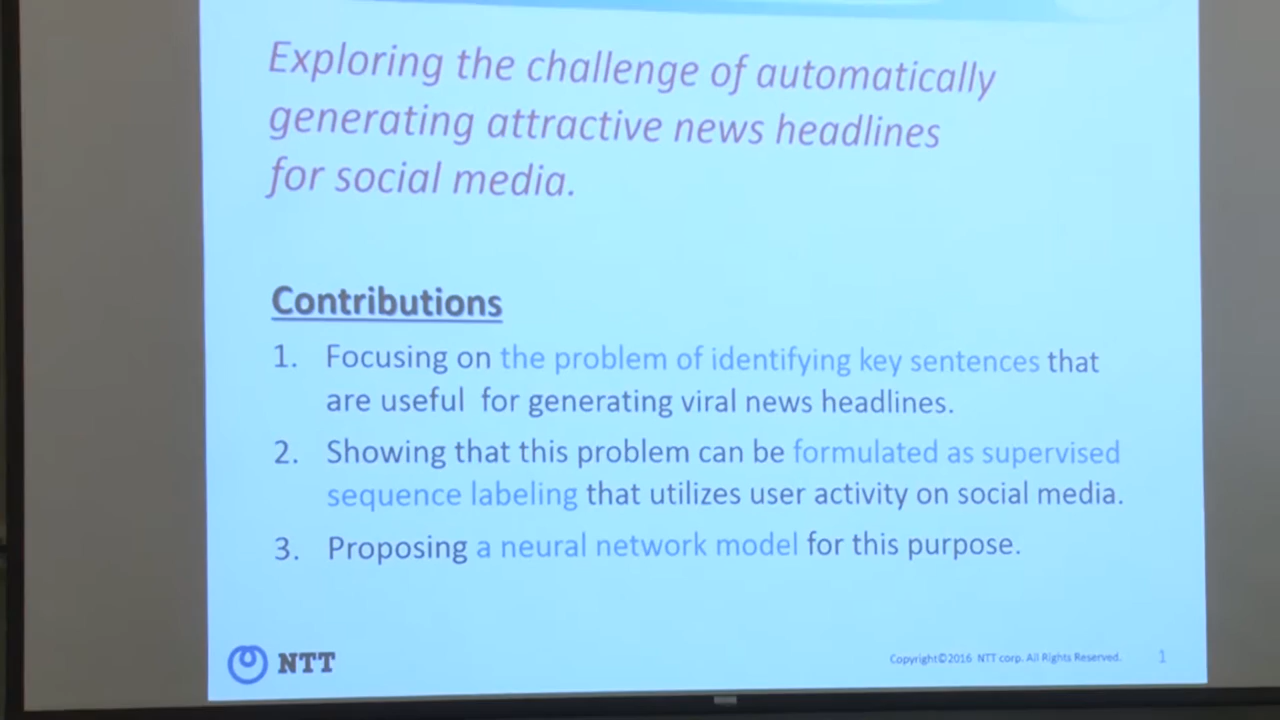 Exploring the challenge of automatically
generating attractive news headlines
for social media.
Contributions
1. Focusing on the problem of identifying key sentences that
are useful for generating viral news headlines.
2. Showing that this problem can be formulated as supervised
sequence labeling that utilizes user activity on social media.
3. Proposing a neural network model for this purpose.
NTT
Copyright©2016 NTT corp. All Rights Reserved.
1